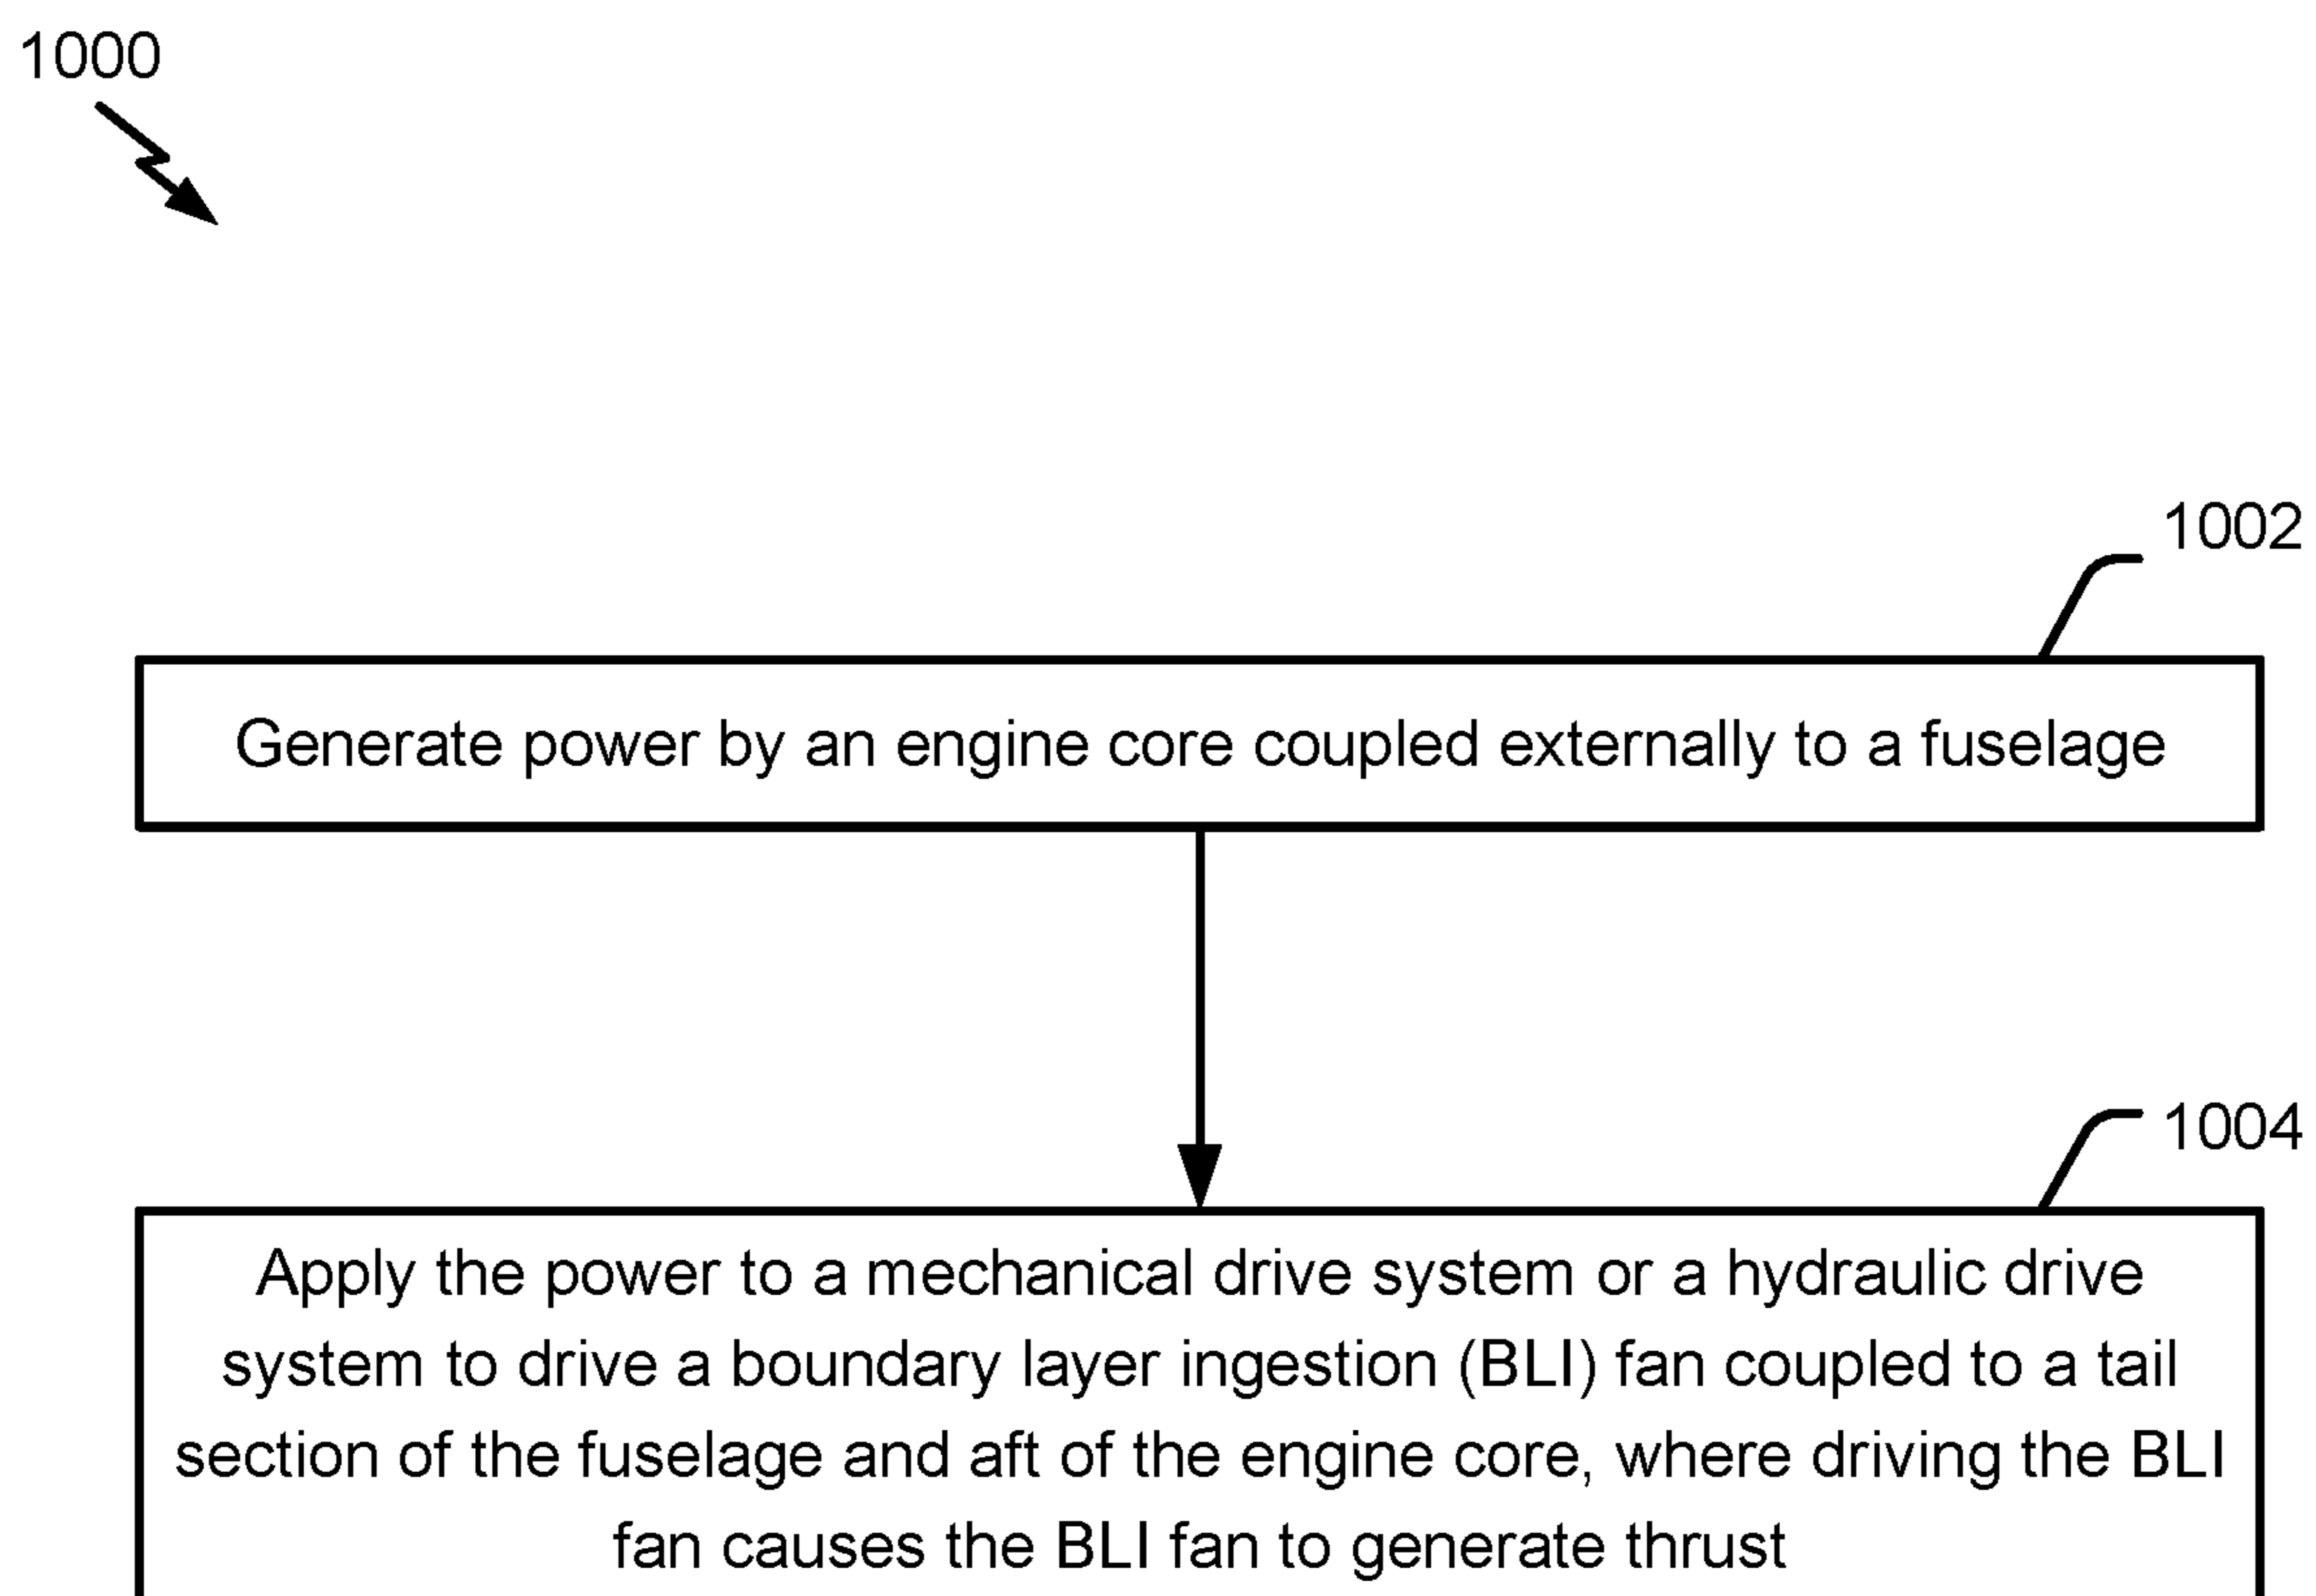 1000
1002
Generate power by an engine core coupled externally to a fuselage
1004
Apply the power to a mechanical drive system or a hydraulic drive
system to drive a boundary layer ingestion (BLI) fan coupled to a tail
section of the fuselage and aft of the engine core, where driving the BLI
fan causes the BLI fan to generate thrust